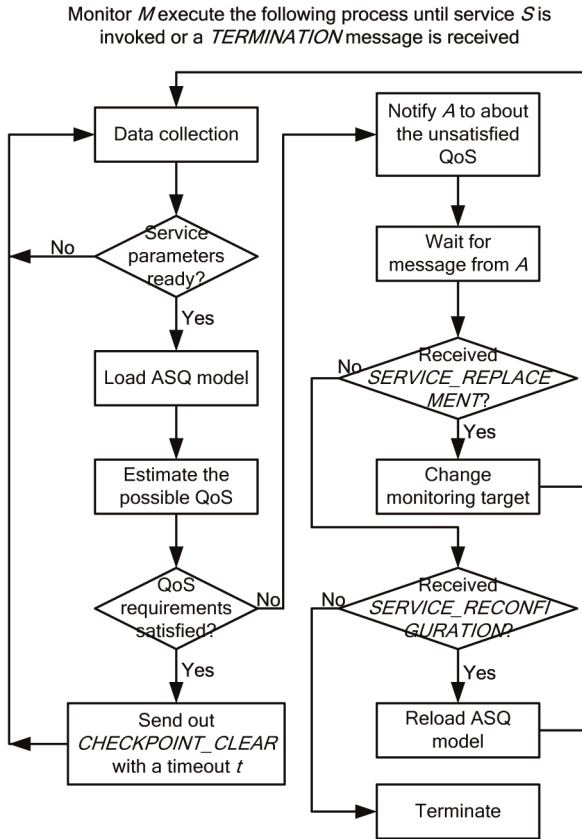 Monitor M execute the following process until service S is
invoked or a TERMINATION message is received
Data collection
Service
parameters
ready?
No
Yes
Load ASQ model
Estimate the
possible QoS
QoS
requirements
satisfied?
No
Yes
Send out
CHECKPOINT_CLEAR
with a timeout t
Notify A to about
the unsatisfied
QoS
Wait for
message from A
Received
SERVICE_REPLACE
MENT?
No
Yes
Change
monitoring target
Received
SERVICE_RECONFI
GURATION?
No
Yes
Reload ASQ
model
Terminate